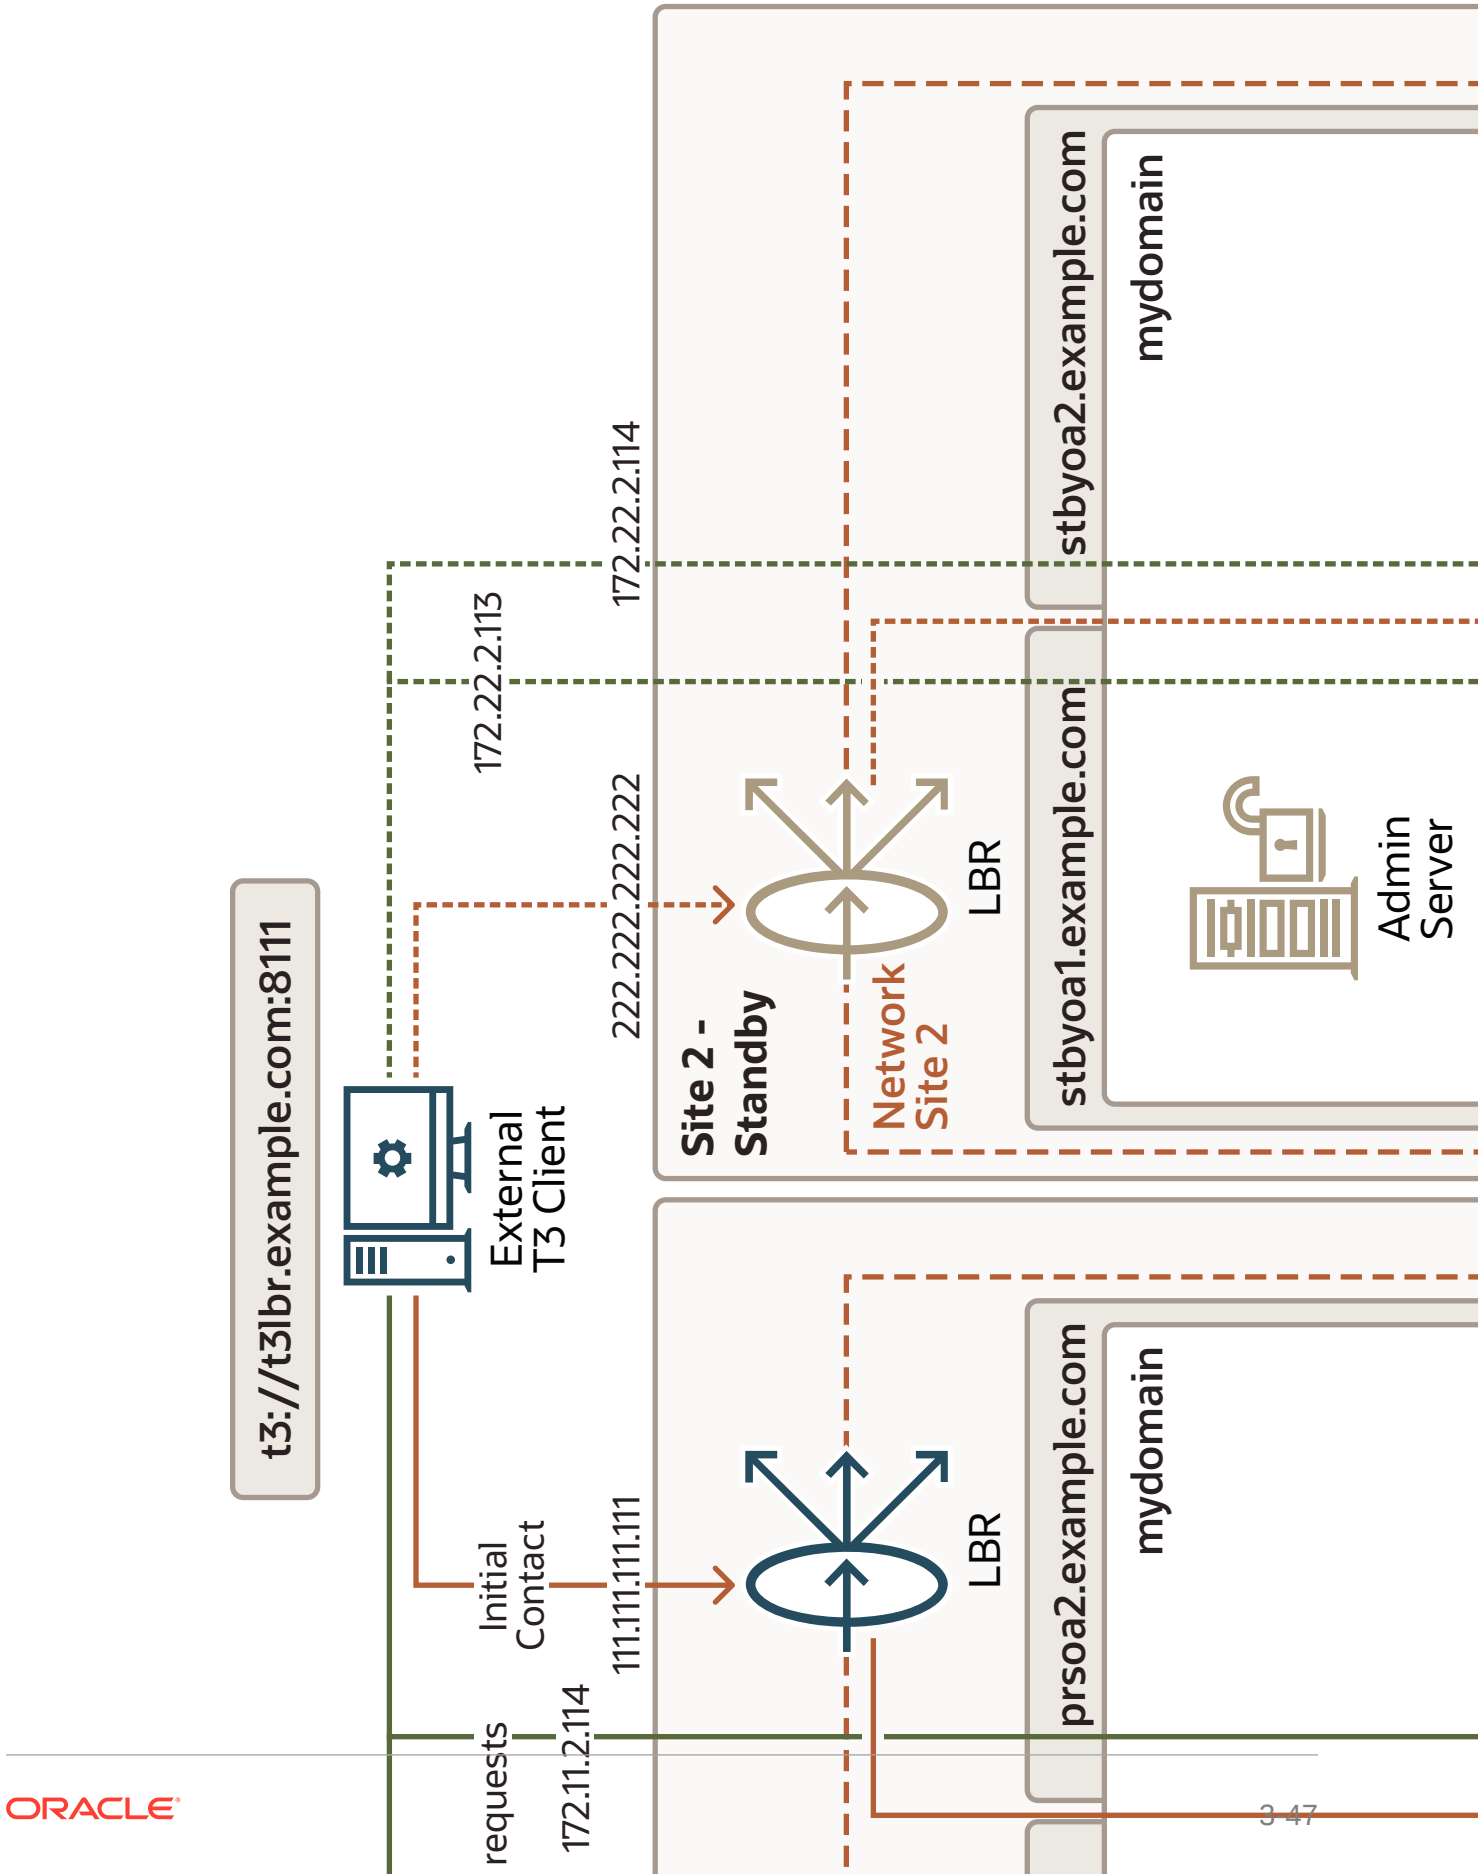 t3://t3lbr.example.com:8111
External
T3 Client
Initial
Contact
requests
172.11.2.114
111.111.111.111
222.222.222.222
172.22.2.113
172.22.2.114
Site 2 -
Standby
Network
Site 2
LBR
LBR
stbyoa1.example.com
stbyoa2.example.com
prsoa2.example.com
mydomain
mydomain
Admin
Server
ORACLE®
3-47